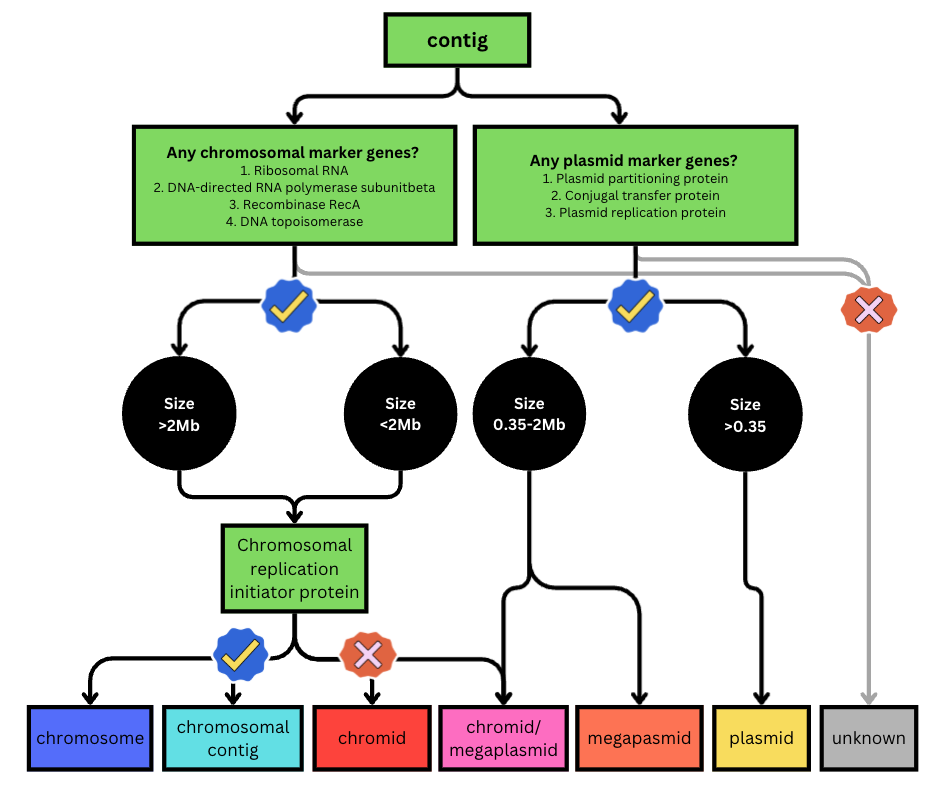 contig
Any chromosomal marker genes?
1. Ribosomal RNA
2. DNA-directed RNA polymerase subunitbeta
3. Recombinase RecA
4. DNA topoisomerase
Any plasmid marker genes?
1. Plasmid partitioning protein
2. Conjugal transfer protein
3. Plasmid replication protein
Size
>2Mb
Size
<2Mb
Size
0.35-2Mb
Size
>0.35
Chromosomal
replication
initiator protein
chromosome
chromosomal
contig
chromid
chromid/
megaplasmid
megapasmid
plasmid
unknown